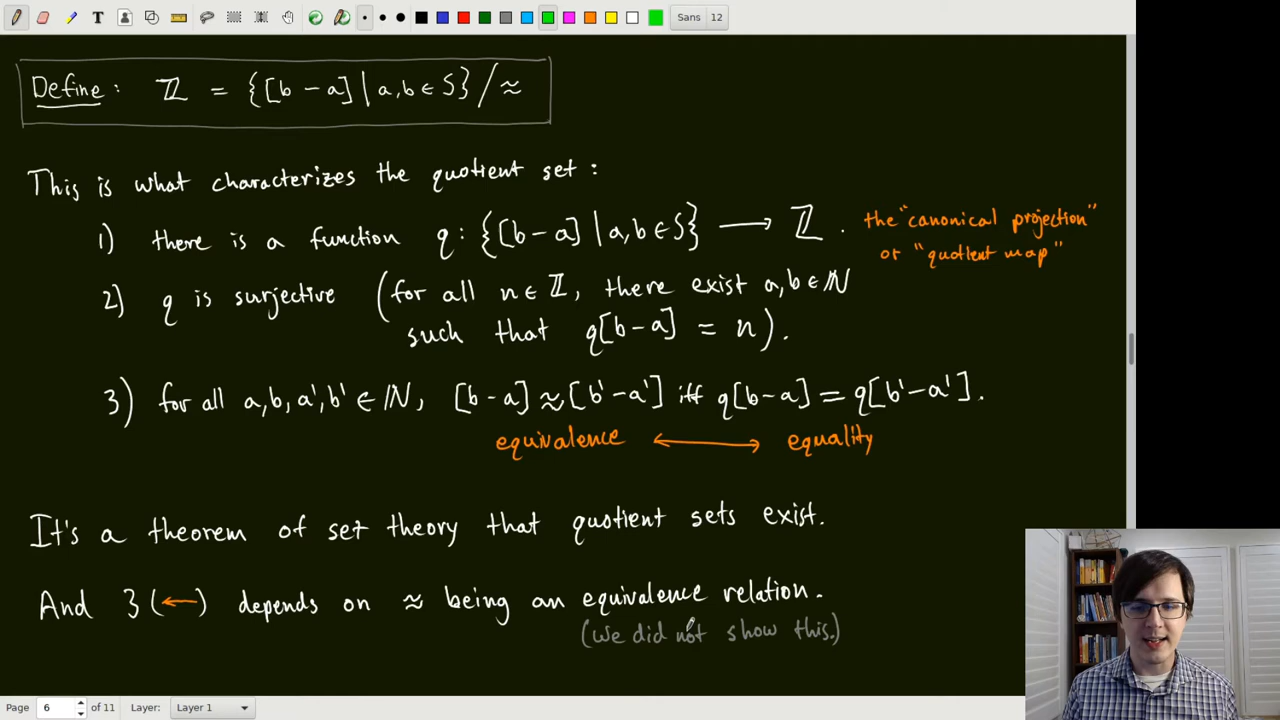 Sans 12
Define: ℤ = {[b - a] | a,b ∈ S} / ≈
This is what characterizes the quotient set:
1) there is a function q: {[b - a] | a,b ∈ S} ⟶ ℤ. the "canonical projection"
or "quotient map"
2) q is surjective (for all n ∈ ℤ, there exist a,b ∈ ℕ
such that q[b - a] = n).
3) for all a,b,a',b' ∈ ℕ, [b - a] ≈ [b' - a'] iff q[b - a] = q[b' - a'].
equivalence ⟷ equality
It's a theorem of set theory that quotient sets exist.
And 3 (←) depends on ≈ being an equivalence relation.
(we did not show this.)
Page 6 of 11 Layer: Layer 1